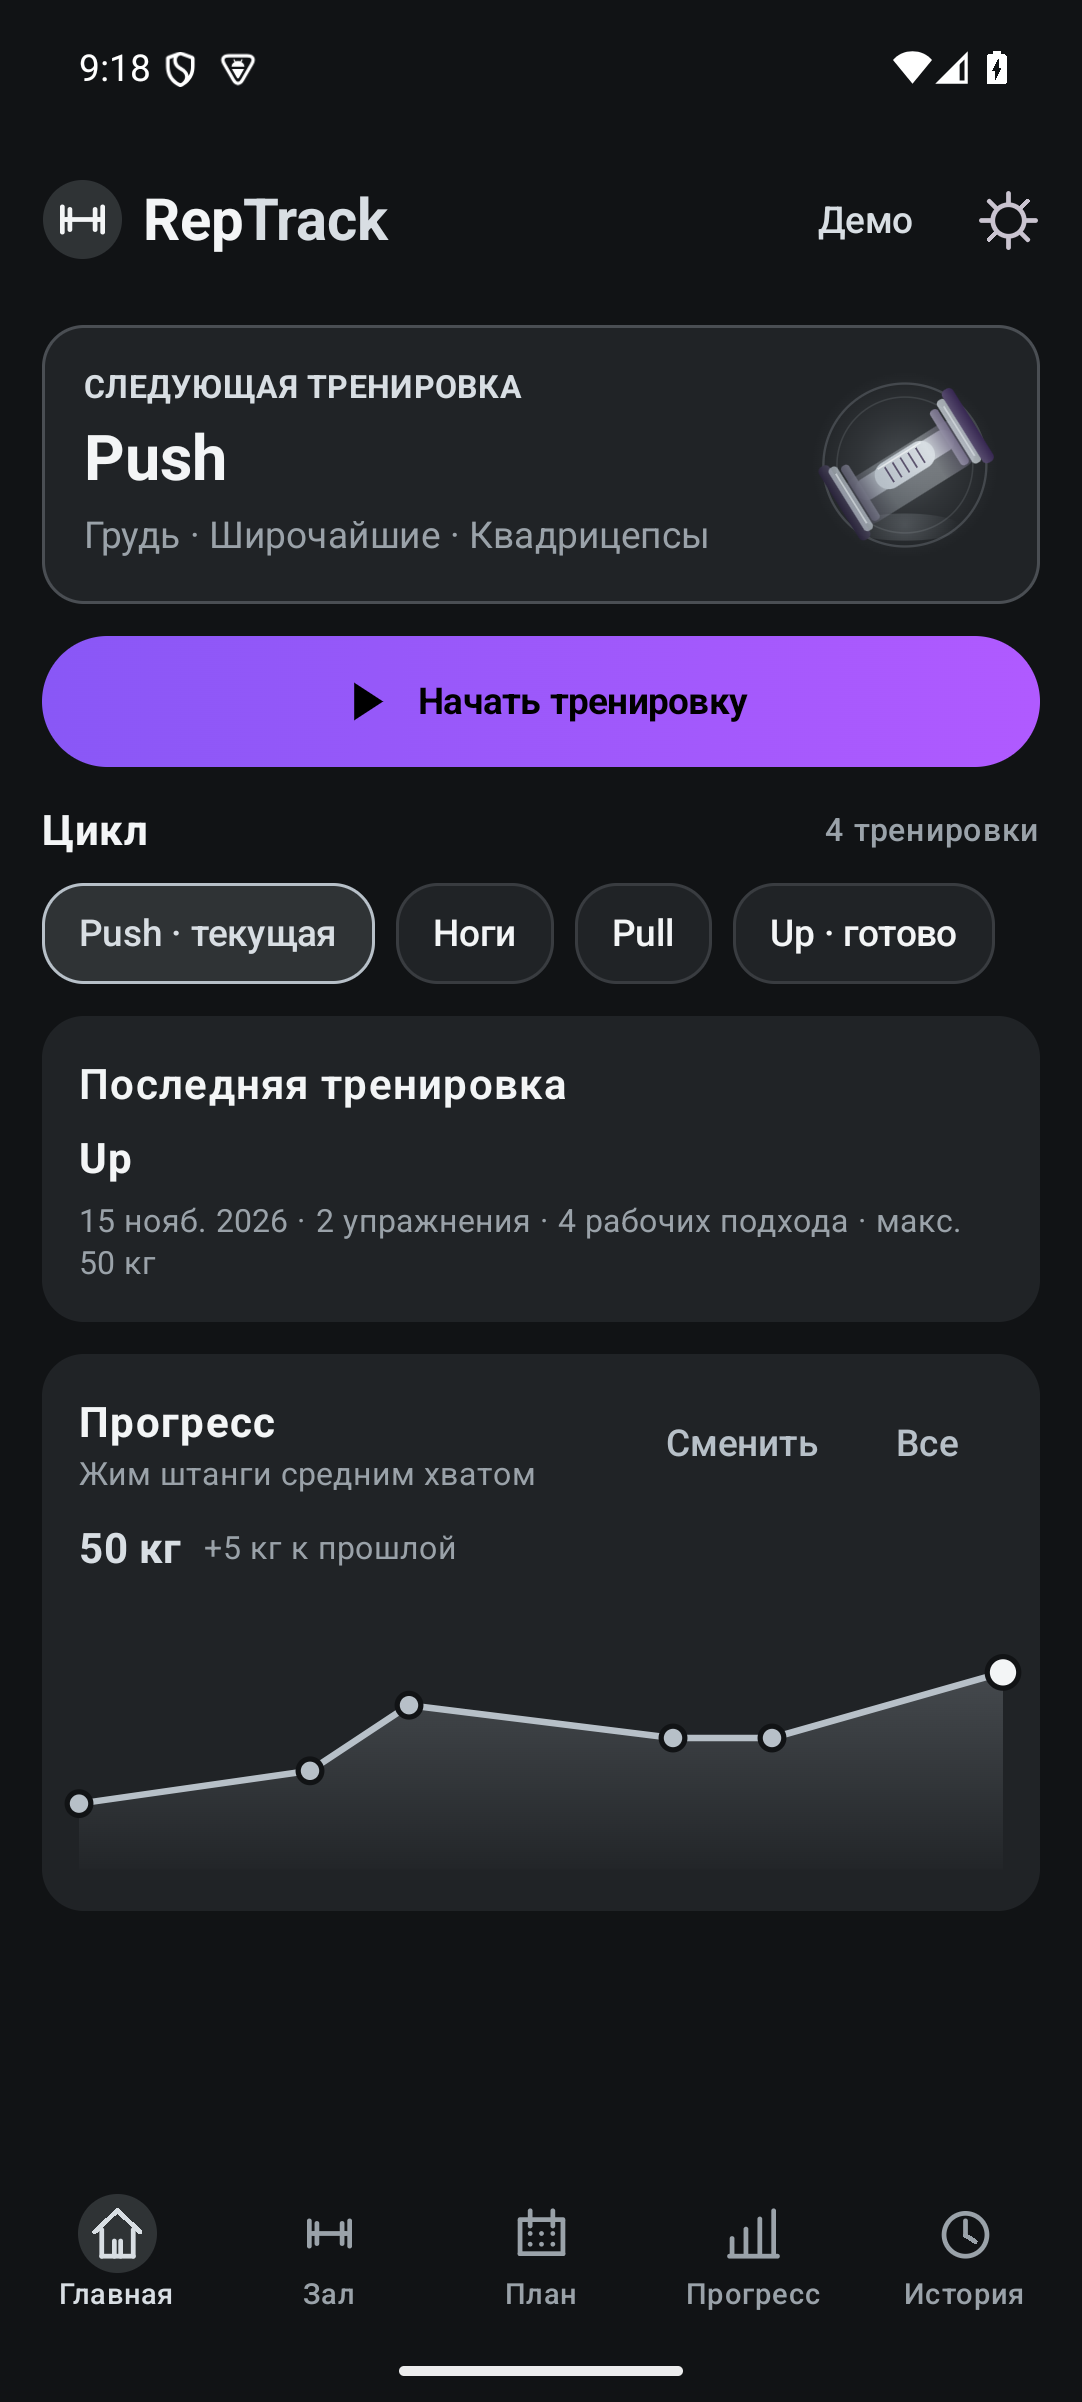 9:18
RepTrack
Демо
СЛЕДУЮЩАЯ ТРЕНИРОВКА
Push
Грудь · Широчайшие · Квадрицепсы
Начать тренировку
Цикл
4 тренировки
Push · текущая
Ноги
Pull
Up · готово
Последняя тренировка
Up
15 нояб. 2026 · 2 упражнения · 4 рабочих подхода · макс.
50 кг
Прогресс
Жим штанги средним хватом
Сменить
Все
50 кг
+5 кг к прошлой
Главная
Зал
План
Прогресс
История